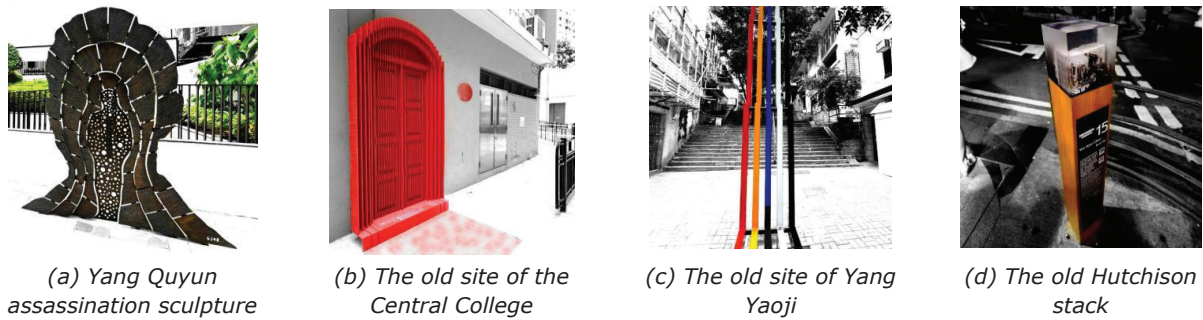 15
(a) Yang Quyun
assassination sculpture
(b) The old site of the
Central College
(c) The old site of Yang
Yaoji
(d) The old Hutchison
stack